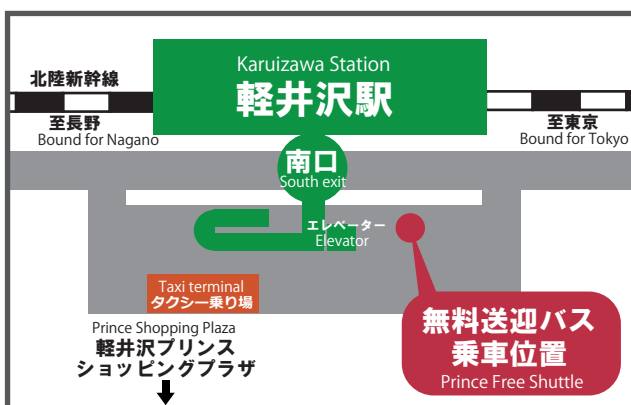 Karuizawa Station
軽井沢駅
北陸新幹線
至長野
Bound for Nagano
至東京
Bound for Tokyo
南口
South exit
エレベーター
Elevator
Taxi terminal
タクシー乗り場
Prince Shopping Plaza
軽井沢プリンス
ショッピングプラザ
無料送迎バス
乗車位置
Prince Free Shuttle